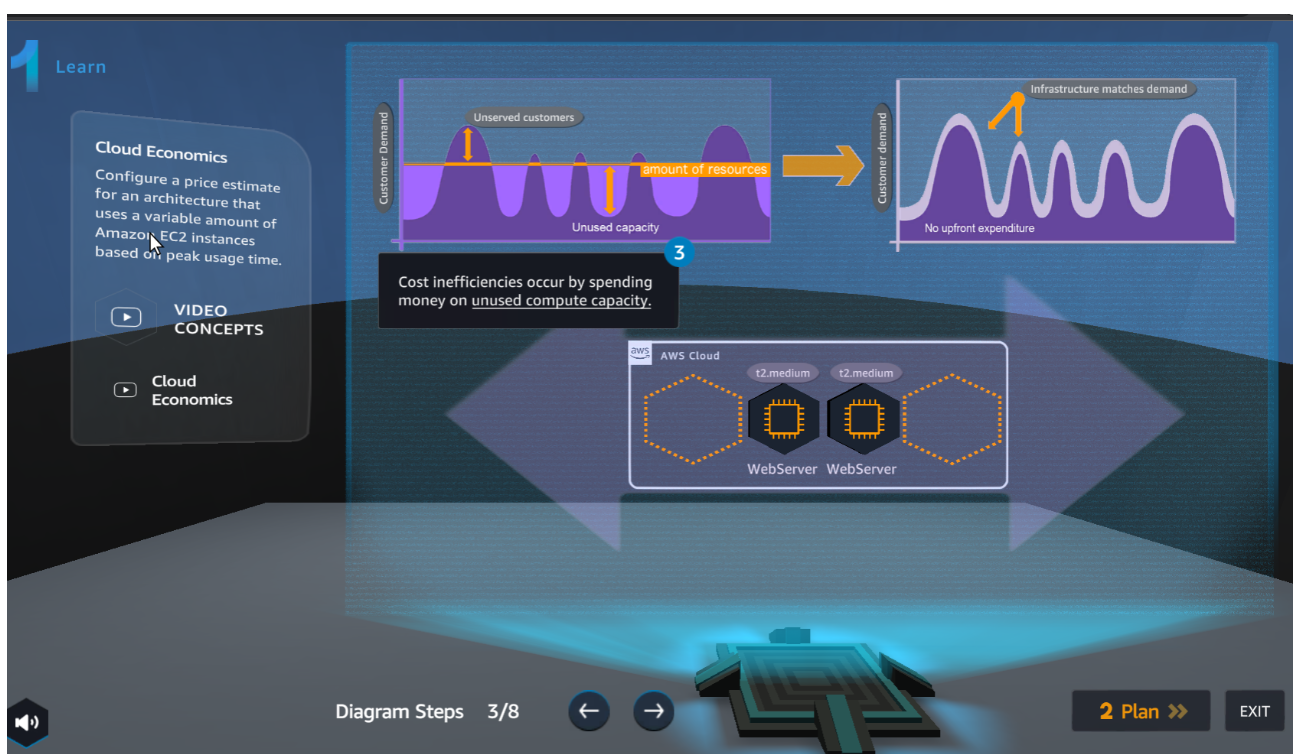 1
Learn
Cloud Economics
Configure a price estimate
for an architecture that
uses a variable amount of
Amazon EC2 instances
based on peak usage time.
VIDEO
CONCEPTS
Cloud
Economics
Customer Demand
Unserved customers
amount of resources
Unused capacity
Customer demand
Infrastructure matches demand
No upfront expenditure
3
Cost inefficiencies occur by spending
money on unused compute capacity.
aws
AWS Cloud
t2.medium
t2.medium
WebServer
WebServer
Diagram Steps 3/8
2 Plan
EXIT